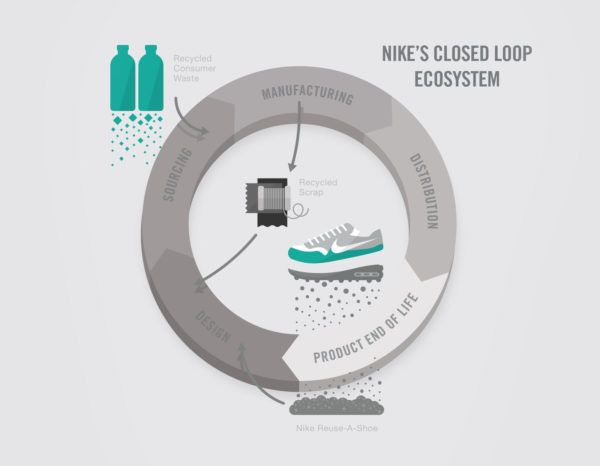 NIKE'S CLOSED LOOP
ECOSYSTEM
Recycled
Consumer
Waste
MANUFACTURING
SOURCING
DISTRIBUTION
Recycled
Scrap
DESIGN
PRODUCT END OF LIFE
Nike Reuse-A-Shoe